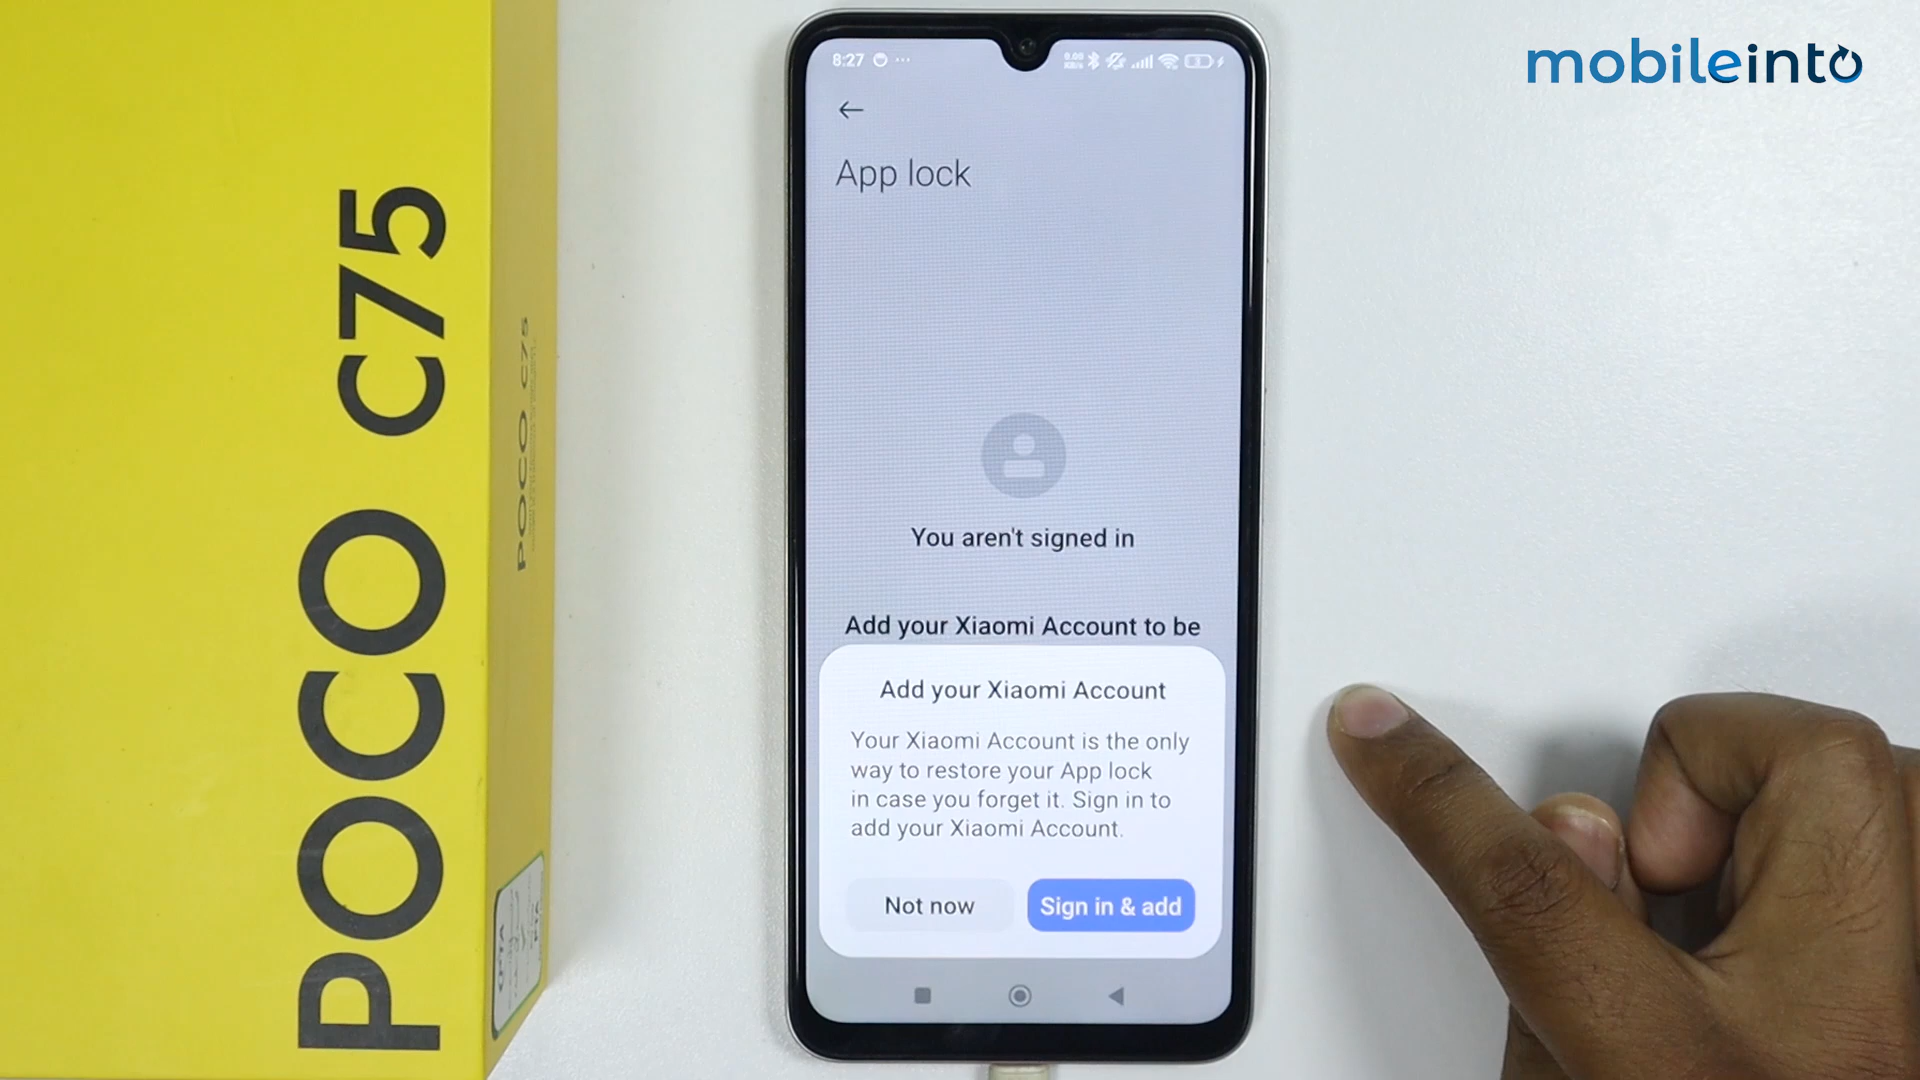 mobileinto
POCO C75
POCO C75
8:27
App lock
You aren't signed in
Add your Xiaomi Account to be
Add your Xiaomi Account
Your Xiaomi Account is the only
way to restore your App lock
in case you forget it. Sign in to
add your Xiaomi Account.
Not now
Sign in & add